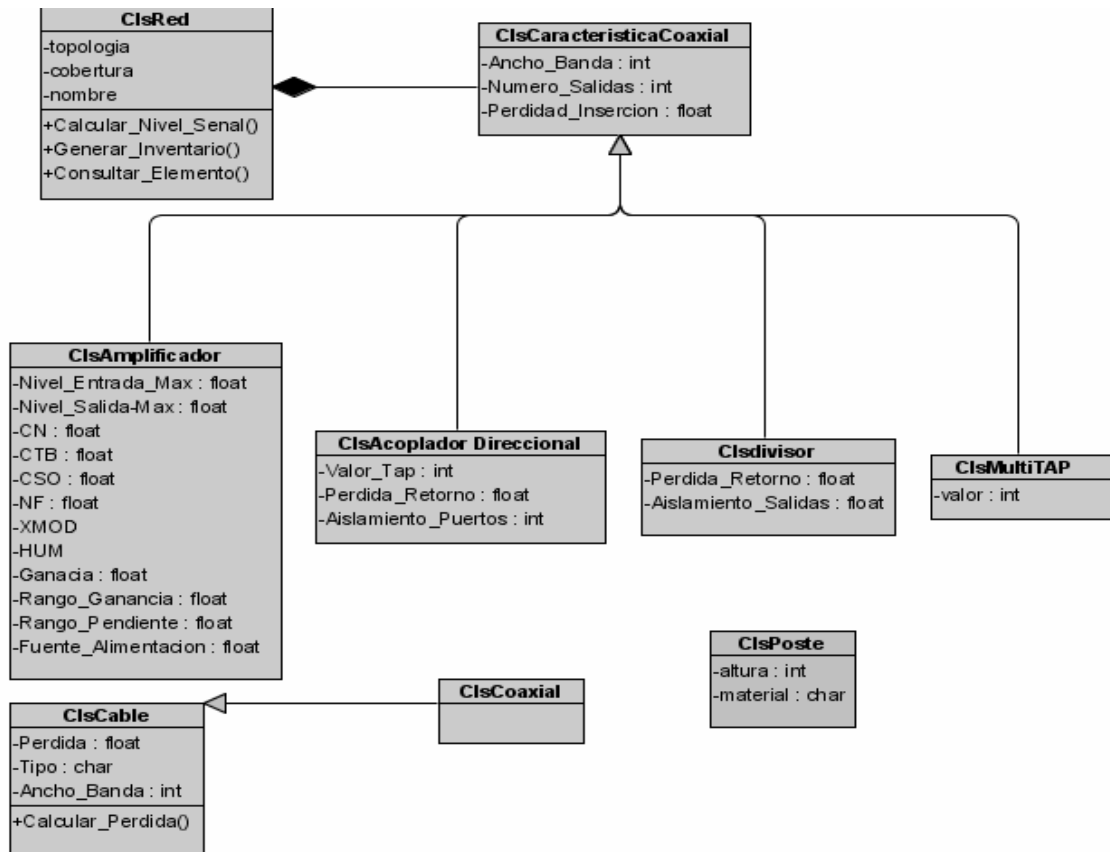 ClsRed
-topologia
-cobertura
-nombre
+Calcular_Nivel_Senal()
+Generar_Inventario()
+Consultar_Elemento()
ClsCaracteristicaCoaxial
-Ancho_Banda : int
-Numero_Salidas : int
-Perdidad_Insercion : float
ClsAmplificador
-Nivel_Entrada_Max : float
-Nivel_Salida-Max : float
-CN : float
-CTB : float
-CSO : float
-NF : float
-XMOD
-HUM
-Ganacia : float
-Rango_Ganancia : float
-Rango_Pendiente : float
-Fuente_Alimentacion : float
ClsAcoplador Direccional
-Valor_Tap : int
-Perdida_Retorno : float
-Aislamiento_Puertos : int
Clsdivisor
-Perdida_Retorno : float
-Aislamiento_Salidas : float
ClsMultiTAP
-valor : int
ClsPoste
-altura : int
-material : char
ClsCoaxial
ClsCable
-Perdida : float
-Tipo : char
-Ancho_Banda : int
+Calcular_Perdida()